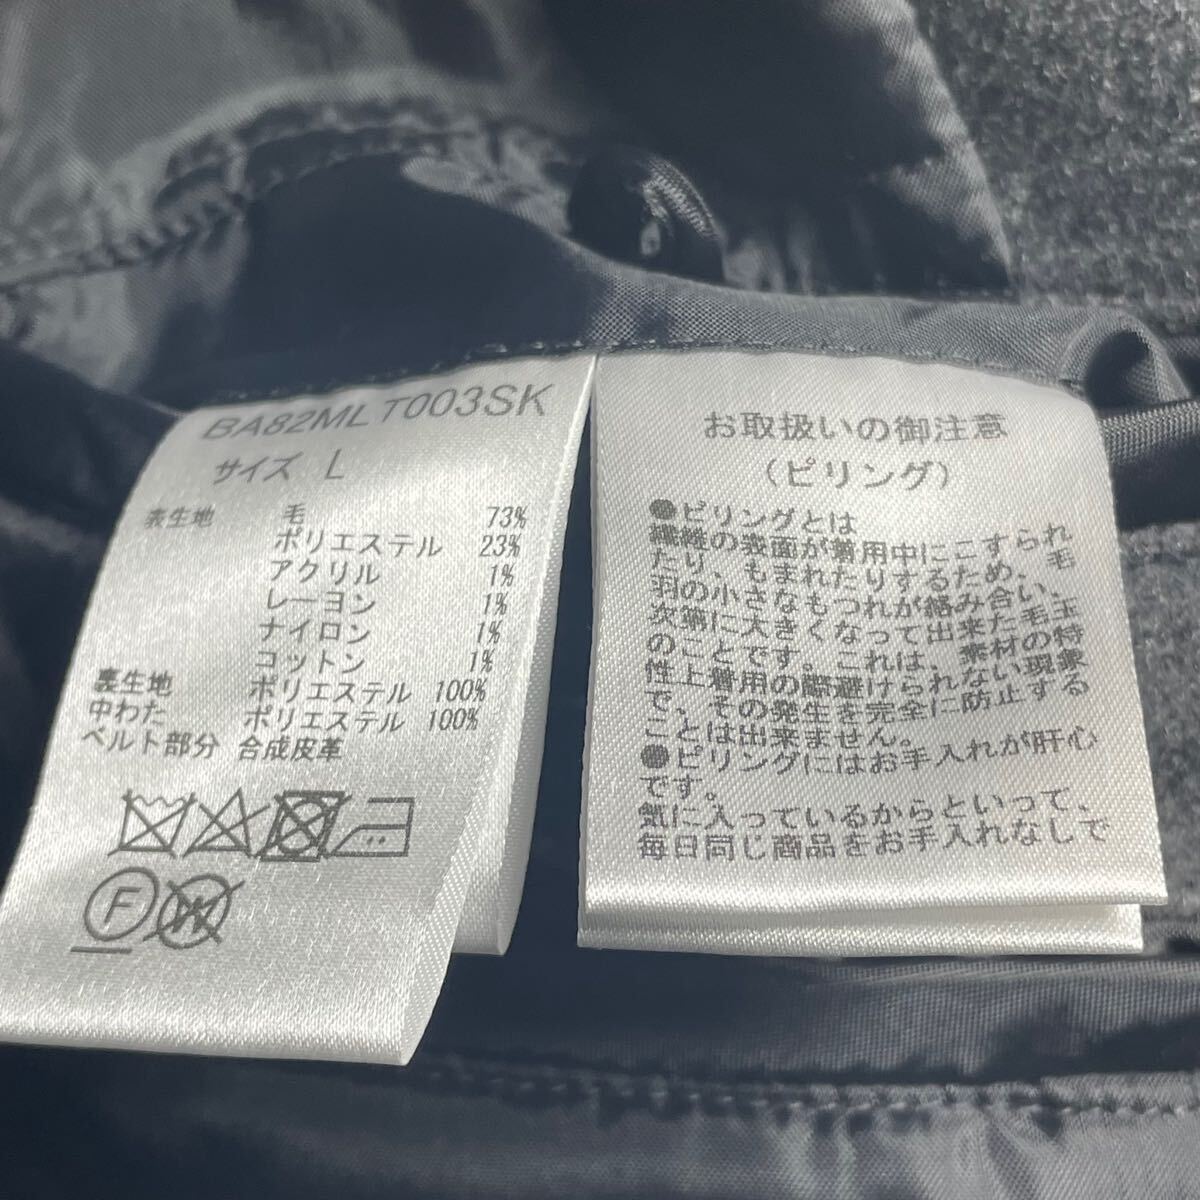 BA82MLT003SK
サイズ L
表生地 毛 73%
ポリエステル 23%
アクリル 1%
レーヨン 1%
ナイロン 1%
コットン 1%
裏生地 ポリエステル 100%
中わた ポリエステル 100%
ベルト部分 合成皮革
F
W
お取扱いの御注意
(ピリング)
●ピリングとは
繊維の表面が着用中にこすられ
たり、もまれたりするため、毛
羽の小さなもつれが絡み合い、
次第に大きくなって出来た毛玉
のことです。これは、素材の特
性上着用の際避けられない現象
で、その発生を完全に防止する
ことは出来ません。
●ピリングにはお手入れが肝心
です。
気に入っているからといって、
毎日同じ商品をお手入れなしで